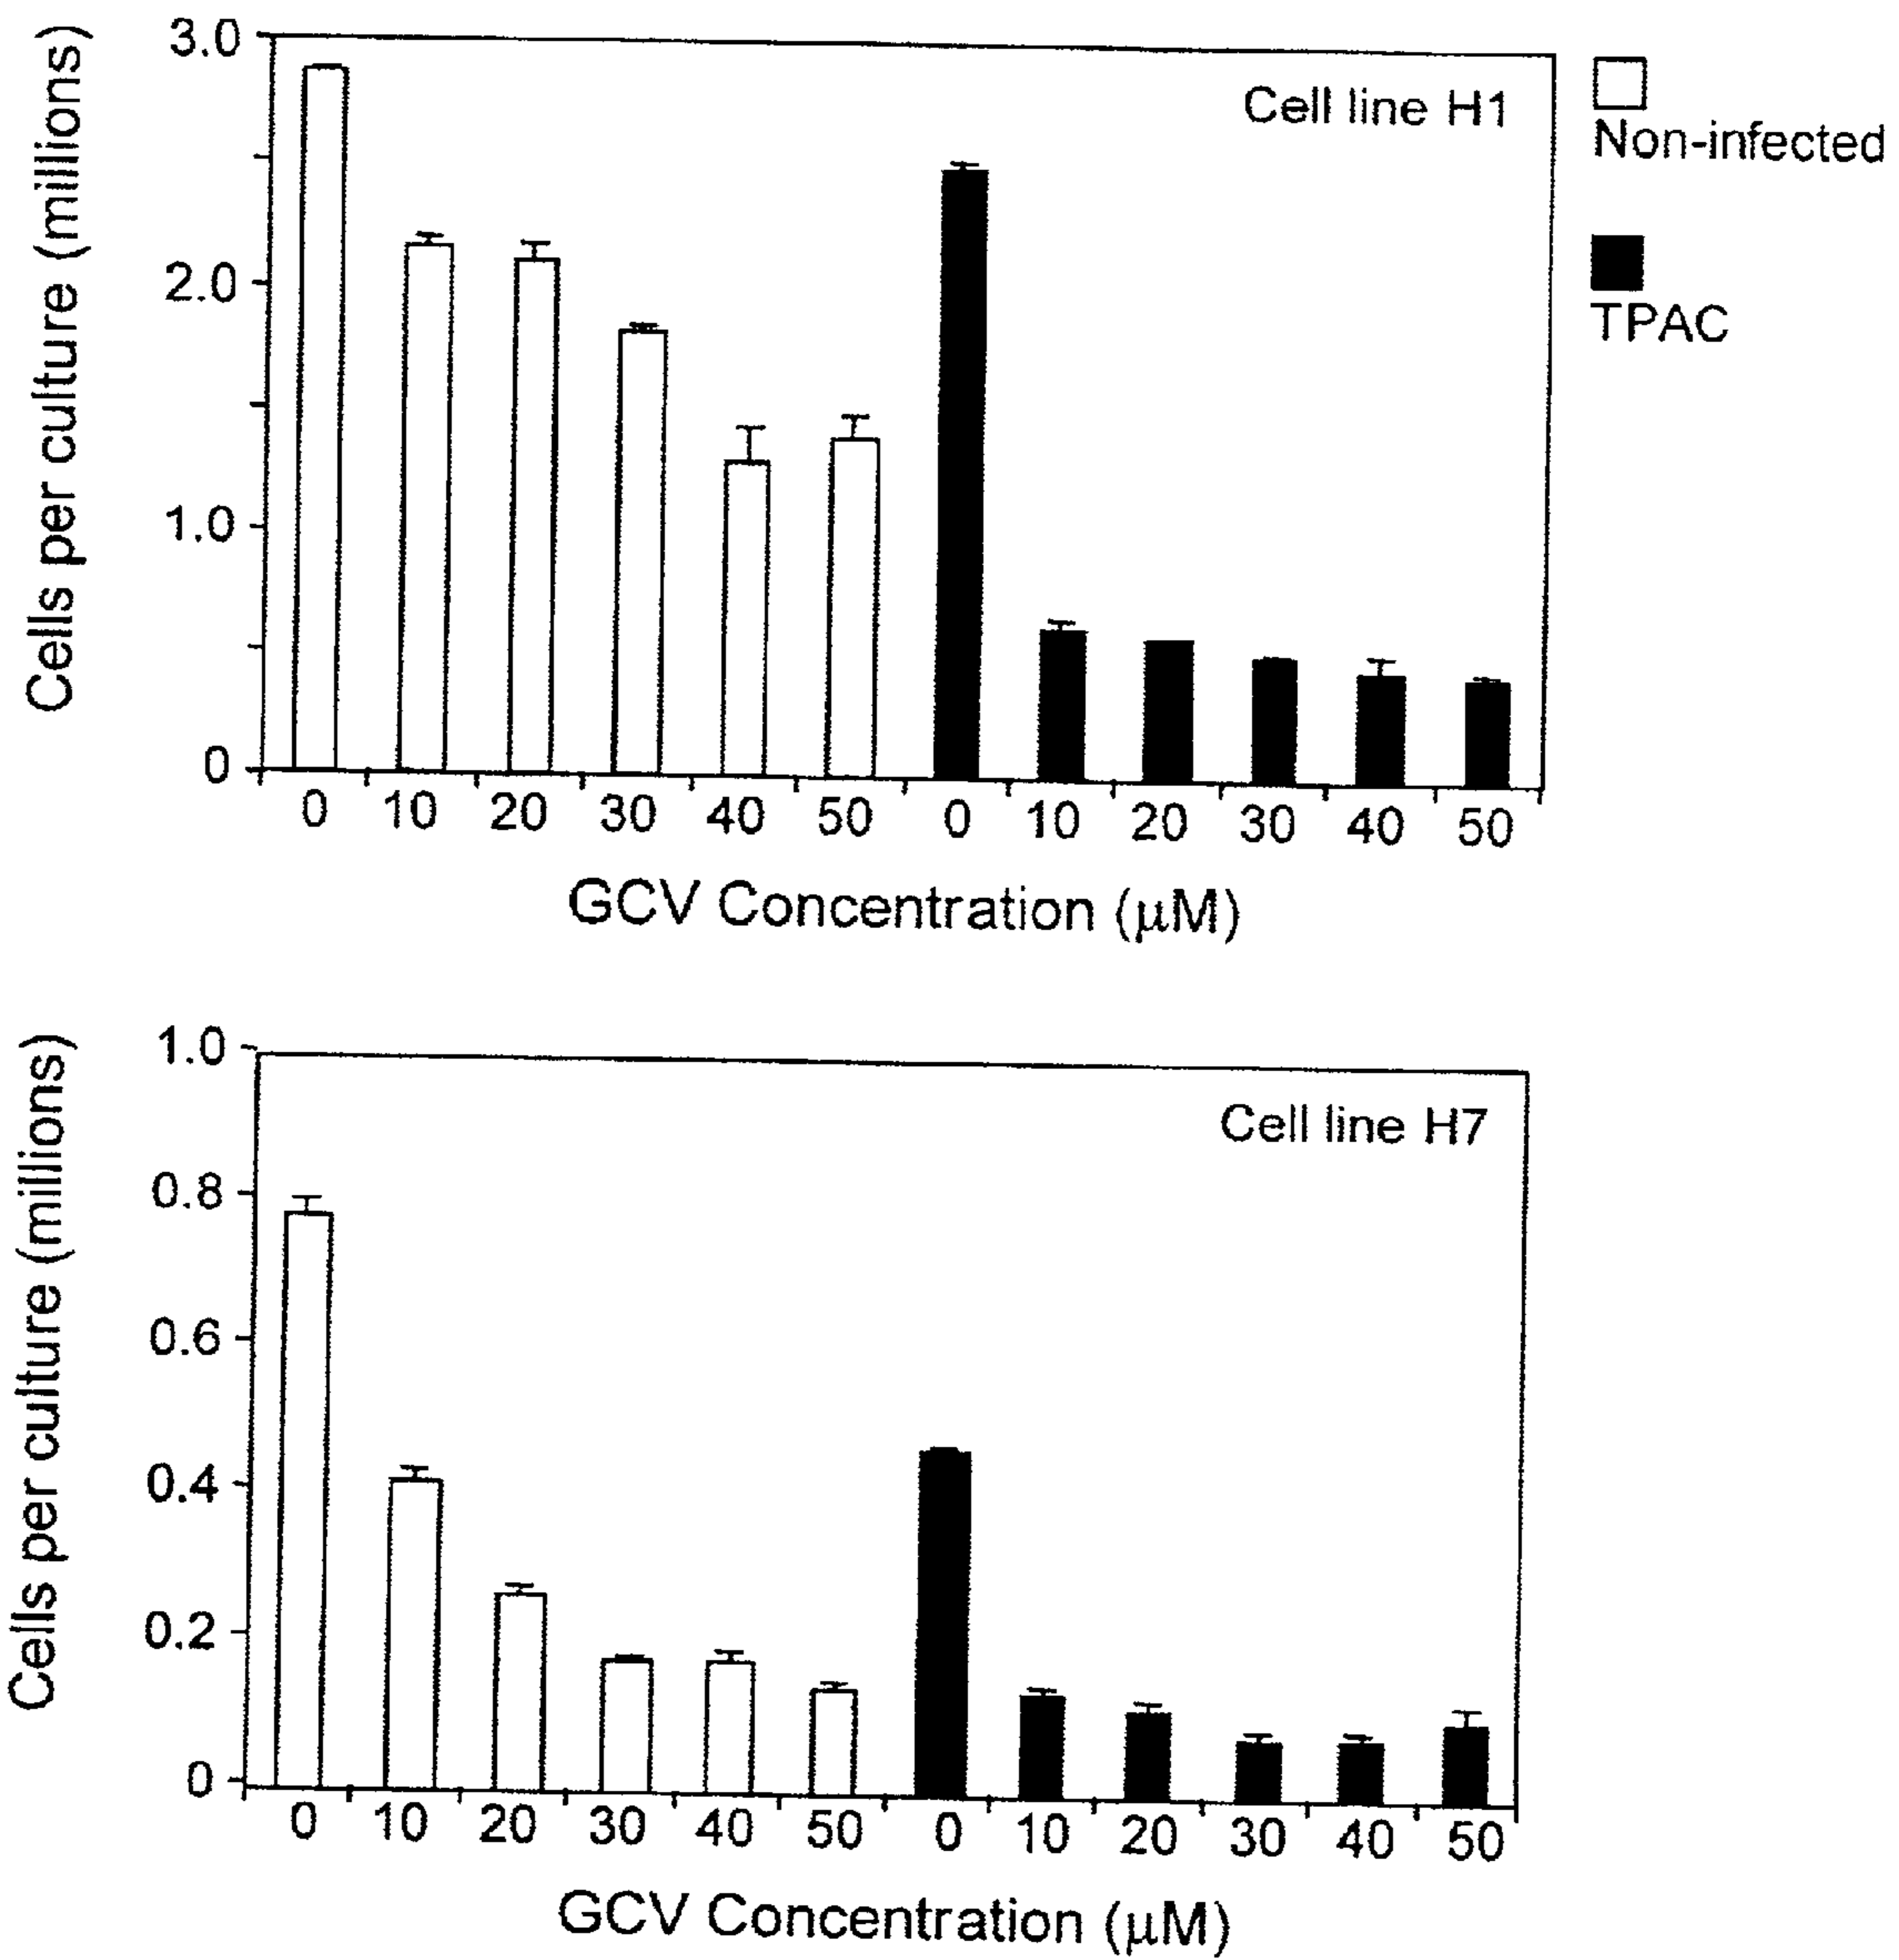 Cells per culture (millions)
3.0
2.0
1.0
0
Cell line H1
Non-infected
TPAC
0 10 20 30 40 50 0 10 20 30 40 50
GCV Concentration (μM)
Cells per culture (millions)
1.0
0.8
0.6
0.4
0.2
0
Cell line H7
0 10 20 30 40 50 0 10 20 30 40 50
GCV Concentration (μM)